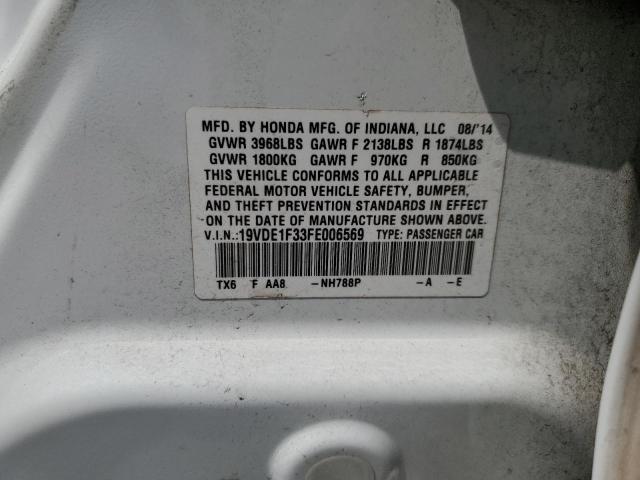 MFD. BY HONDA MFG. OF INDIANA, LLC 08/'14
GVWR 3968LBS GAWR F 2138LBS R 1874LBS
GVWR 1800KG GAWR F 970KG R 850KG
THIS VEHICLE CONFORMS TO ALL APPLICABLE
FEDERAL MOTOR VEHICLE SAFETY, BUMPER,
AND THEFT PREVENTION STANDARDS IN EFFECT
ON THE DATE OF MANUFACTURE SHOWN ABOVE.
V.I.N.:19VDE1F33FE006569 TYPE: PASSENGER CAR
TX6 F AA8 -NH788P -A -E